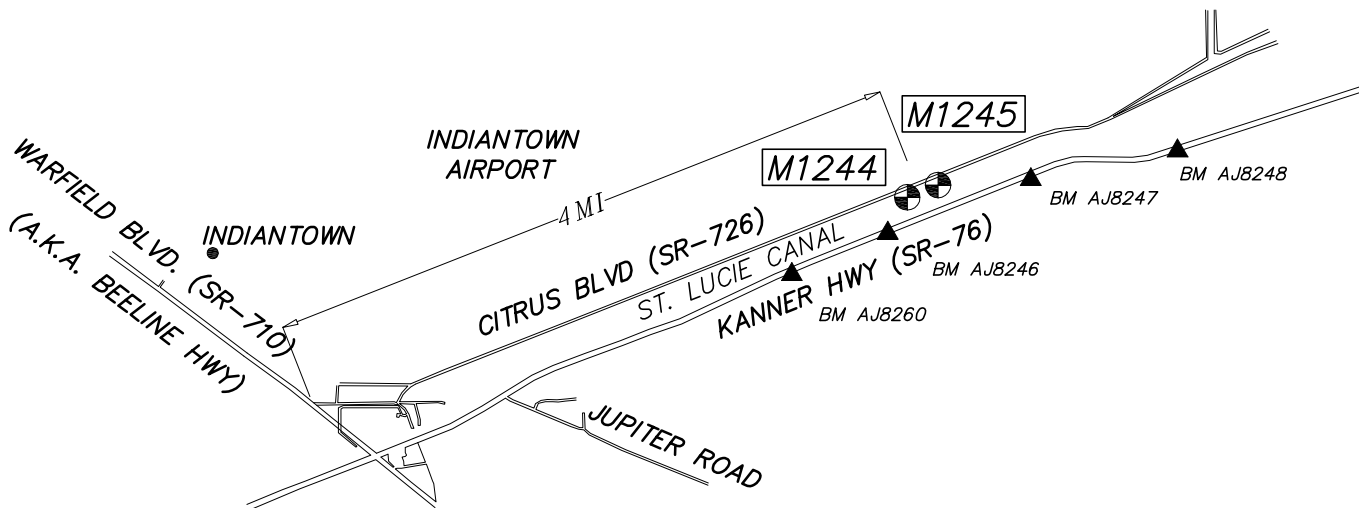 M1245
INDIANTOWN
AIRPORT
M1244
WARFIELD BLVD. (SR-710)
(A.K.A. BEELINE HWY)
BM AJ8248
BM AJ8247
4 MI
INDIANTOWN
CITRUS BLVD (SR-726)
ST. LUCIE CANAL
KANNER HWY (SR-76)
BM AJ8246
BM AJ8260
JUPITER ROAD